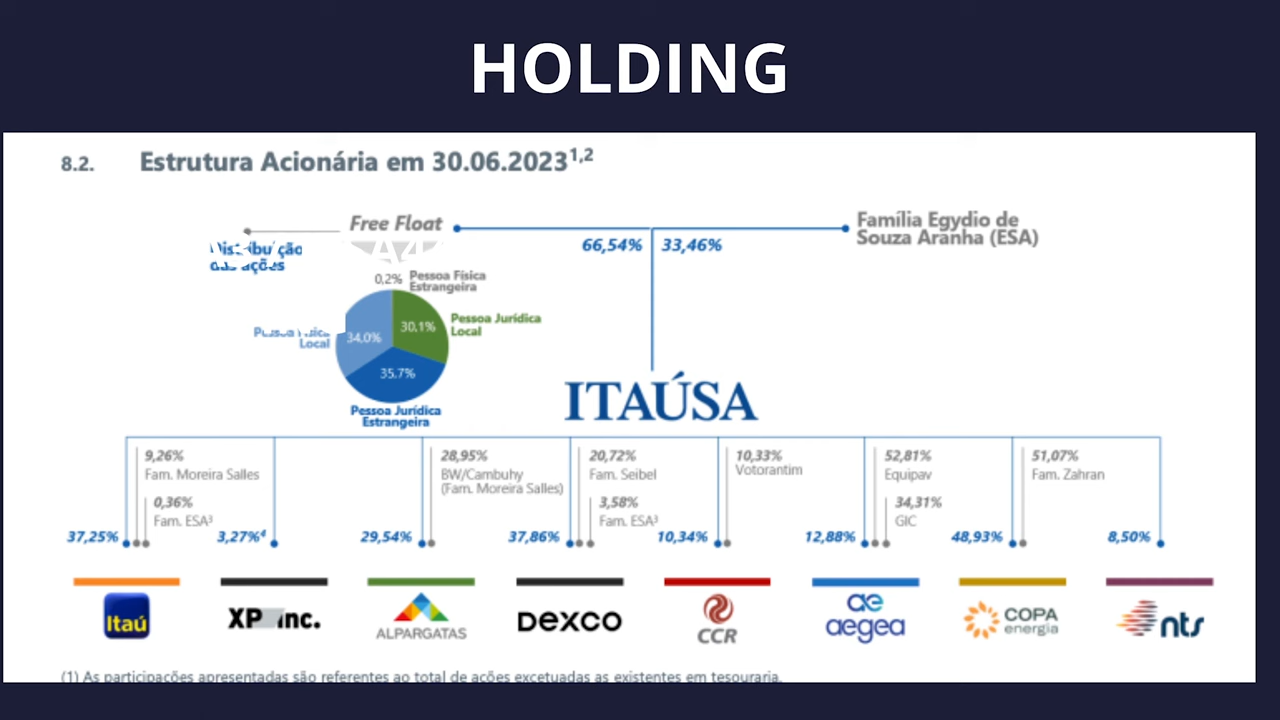 HOLDING
8.2. Estrutura Acionária em 30.06.2023¹,²
Free Float
66,54%
33,46%
Família Egydio de
Souza Aranha (ESA)
Distribuição
das ações
0,2%
Pessoa Física
Estrangeira
30,1%
Pessoa Jurídica
Local
34,0%
Local
35,7%
Pessoa Jurídica
Estrangeira
ITAÚSA
9,26%
Fam. Moreira Salles
0,36%
Fam. ESA³
28,95%
BW/Cambuhy
(Fam. Moreira Salles)
20,72%
Fam. Seibel
3,58%
Fam. ESA³
10,33%
Votorantim
52,81%
Equipav
34,31%
GIC
51,07%
Fam. Zahran
37,25%
3,27%⁴
29,54%
37,86%
10,34%
12,88%
48,93%
8,50%
Itaú
XP inc.
ALPARGATAS
DEXCO
CCR
ae
aegea
COPA
energia
nts
(1) As participações apresentadas são referentes ao total de ações excetuadas as existentes em tesouraria.